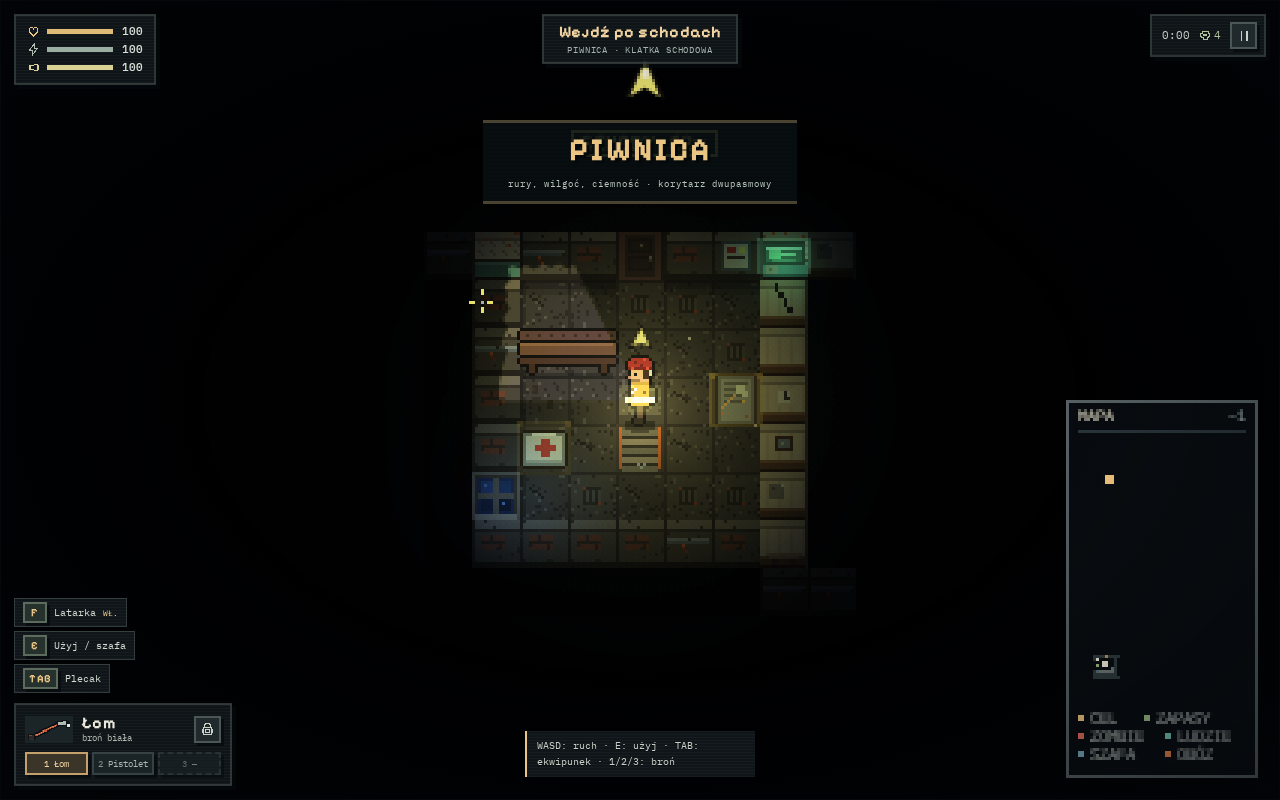 100
100
100
Wejdź po schodach
PIWNICA · KLATKA SCHODOWA
0:00 4
PIWNICA
rury, wilgoć, ciemność · korytarz dwupasmowy
MAPA -1
CEL ZAPASY
ZOMBIE LUDZIE
SZAFA OBÓZ
F Latarka WŁ.
E Użyj / szafa
TAB Plecak
Łom
broń biała
1 Łom 2 Pistolet 3 —
WASD: ruch · E: użyj · TAB:
ekwipunek · 1/2/3: broń